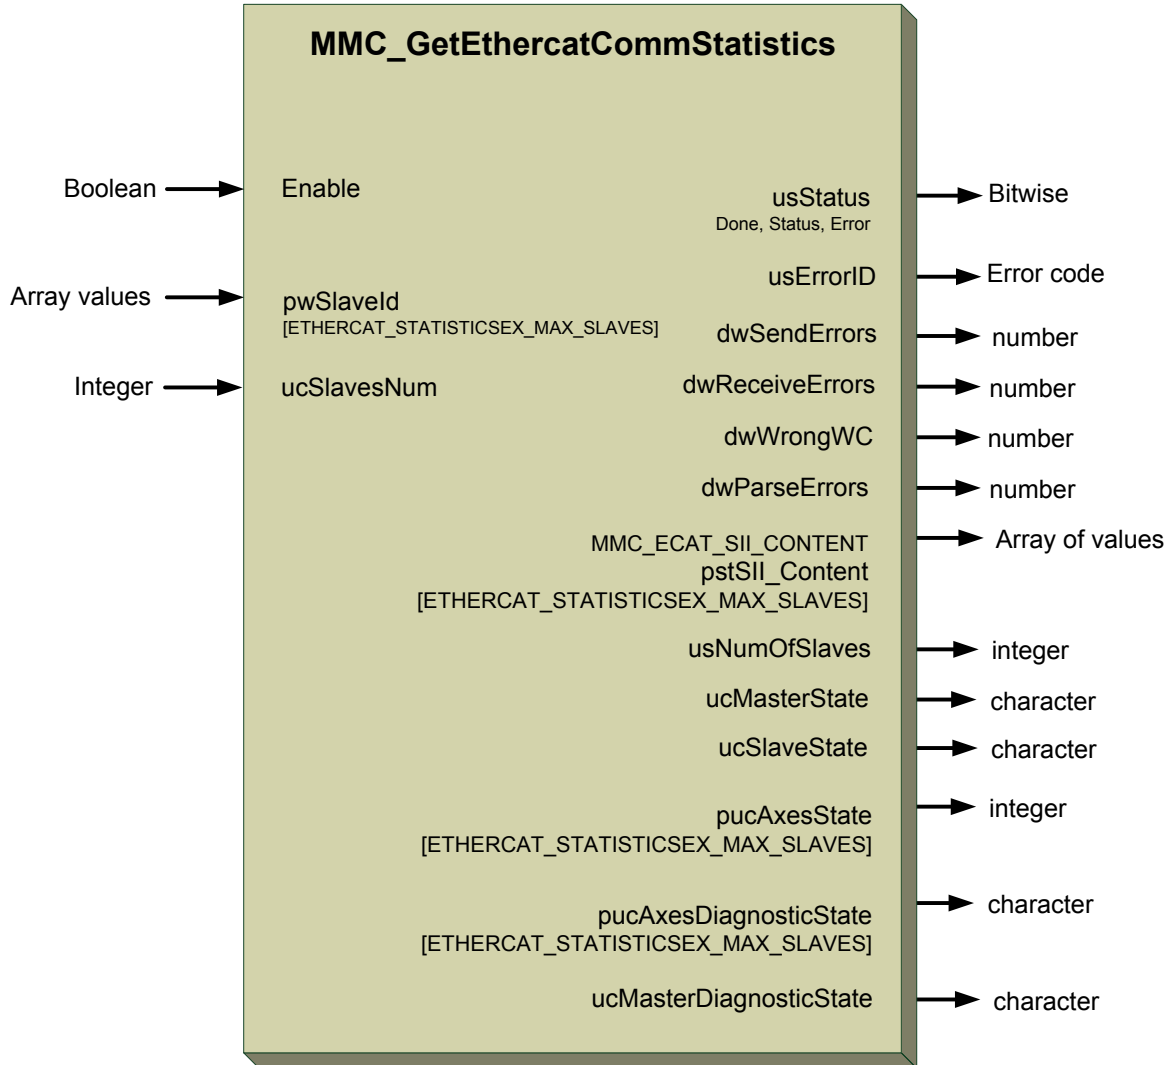 MMC_GetEthercatCommStatistics
Boolean
Enable
usStatus
Bitwise
Done, Status, Error
usErrorID
Error code
Array values
pwSlaveId
[ETHERCAT_STATISTICSEX_MAX_SLAVES]
dwSendErrors
number
Integer
ucSlavesNum
dwReceiveErrors
number
dwWrongWC
number
dwParseErrors
number
MMC_ECAT_SII_CONTENT
Array of values
pstSII_Content
[ETHERCAT_STATISTICSEX_MAX_SLAVES]
usNumOfSlaves
integer
ucMasterState
character
ucSlaveState
character
pucAxesState
integer
[ETHERCAT_STATISTICSEX_MAX_SLAVES]
pucAxesDiagnosticState
character
[ETHERCAT_STATISTICSEX_MAX_SLAVES]
ucMasterDiagnosticState
character